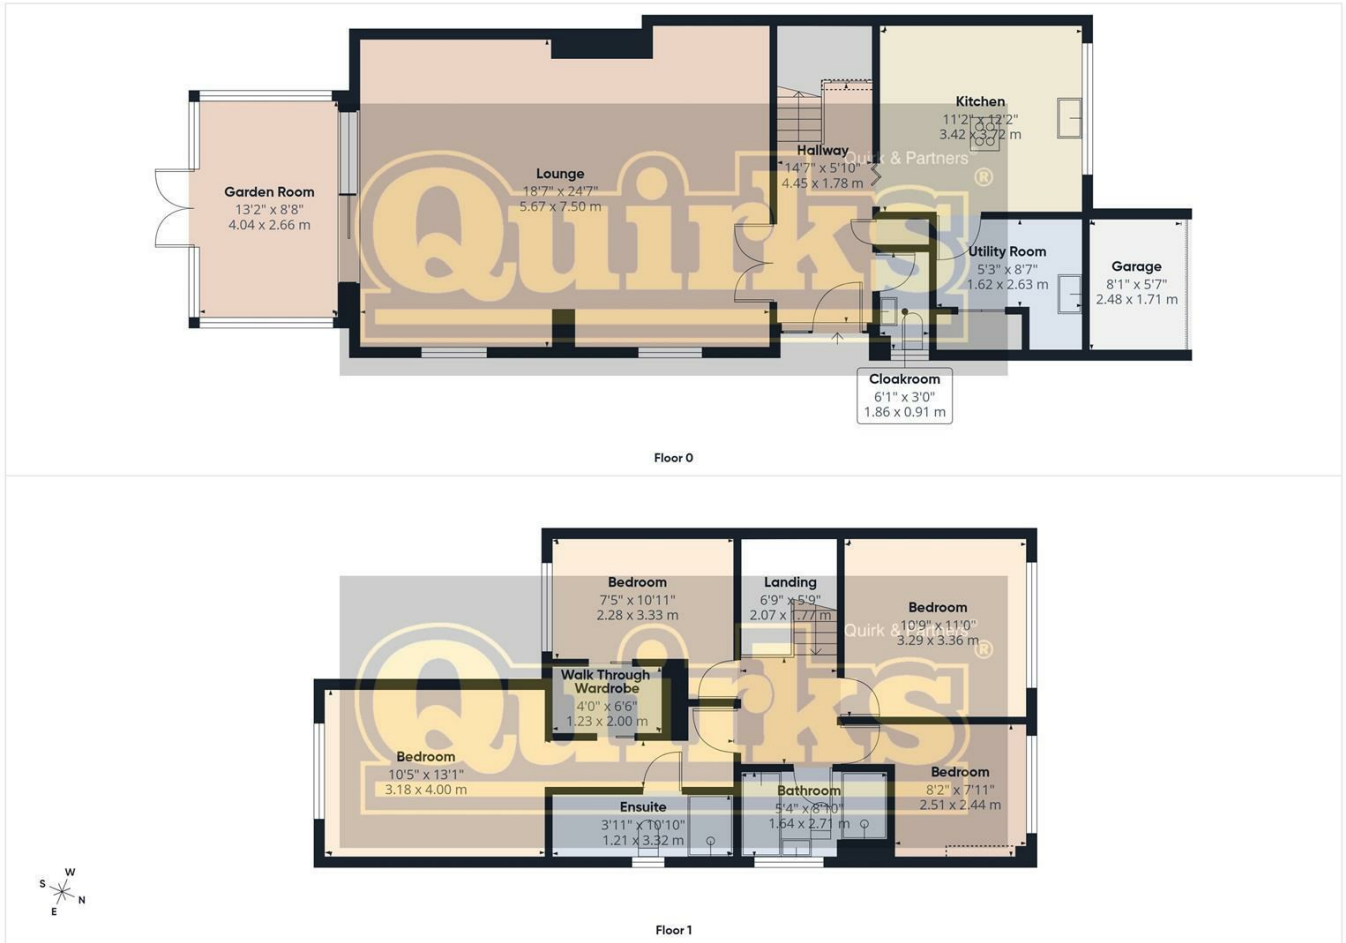 Kitchen
11'2" x 12'2"
3.42 x 3.72 m
Hallway
14'7" x 5'10"
4.45 x 1.78 m
Quirk & Partners
Quirks®
Lounge
18'7" x 24'7"
5.67 x 7.50 m
Garden Room
13'2" x 8'8"
4.04 x 2.66 m
Utility Room
5'3" x 8'7"
1.62 x 2.63 m
Garage
8'1" x 5'7"
2.48 x 1.71 m
Cloakroom
6'1" x 3'0"
1.86 x 0.91 m
Floor 0
Bedroom
7'5" x 10'11"
2.28 x 3.33 m
Landing
6'9" x 5'9"
2.07 x 1.77 m
Bedroom
10'9" x 11'0"
3.29 x 3.36 m
Quirk & Partners
Quirks®
Walk Through
Wardrobe
4'0" x 6'6"
1.23 x 2.00 m
Bedroom
10'5" x 13'1"
3.18 x 4.00 m
Bedroom
8'2" x 7'11"
2.51 x 2.44 m
Bathroom
5'4" x 8'10"
1.64 x 2.71 m
Ensuite
3'11" x 10'10"
1.21 x 3.32 m
W
S
N
E
Floor 1